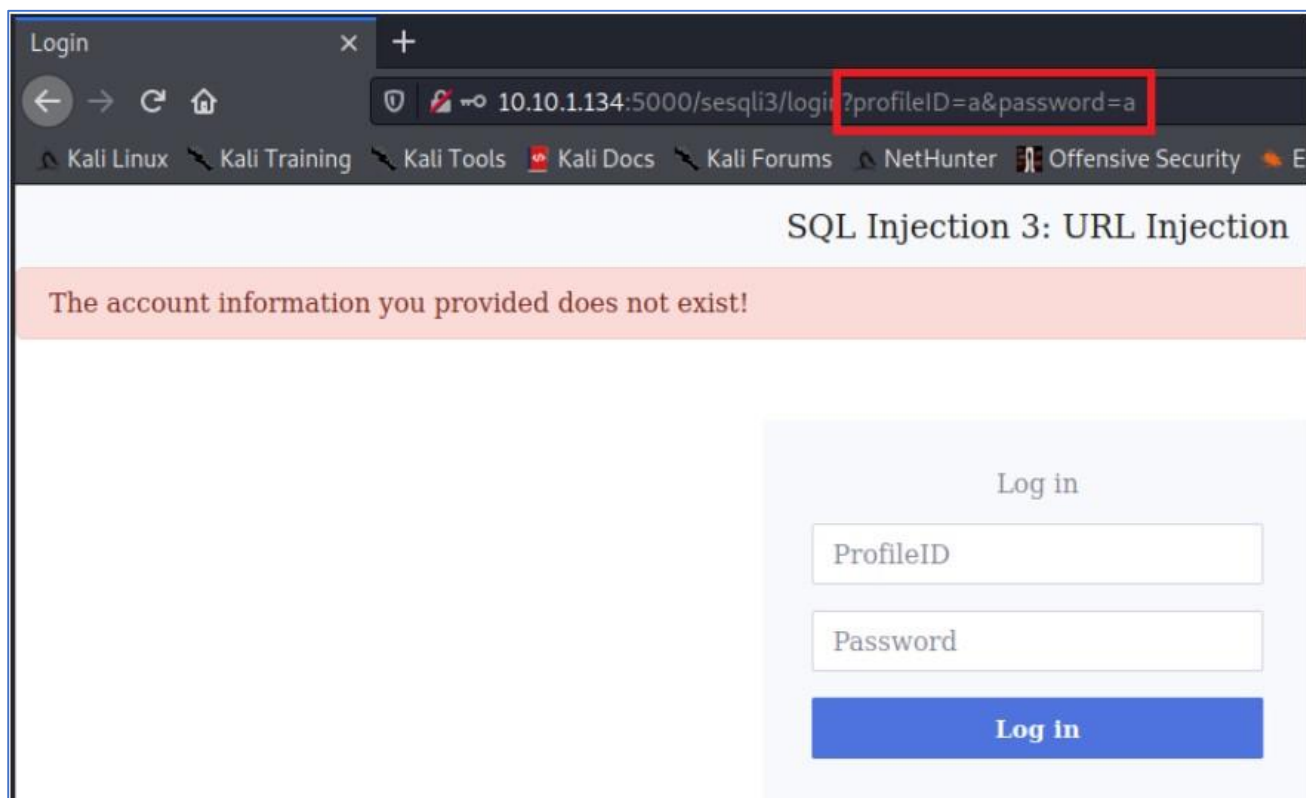 Login
10.10.1.134:5000/sesqli3/login?profileID=a&password=a
Kali Linux Kali Training Kali Tools Kali Docs Kali Forums NetHunter Offensive Security E
SQL Injection 3: URL Injection
The account information you provided does not exist!
Log in
ProfileID
Password
Log in